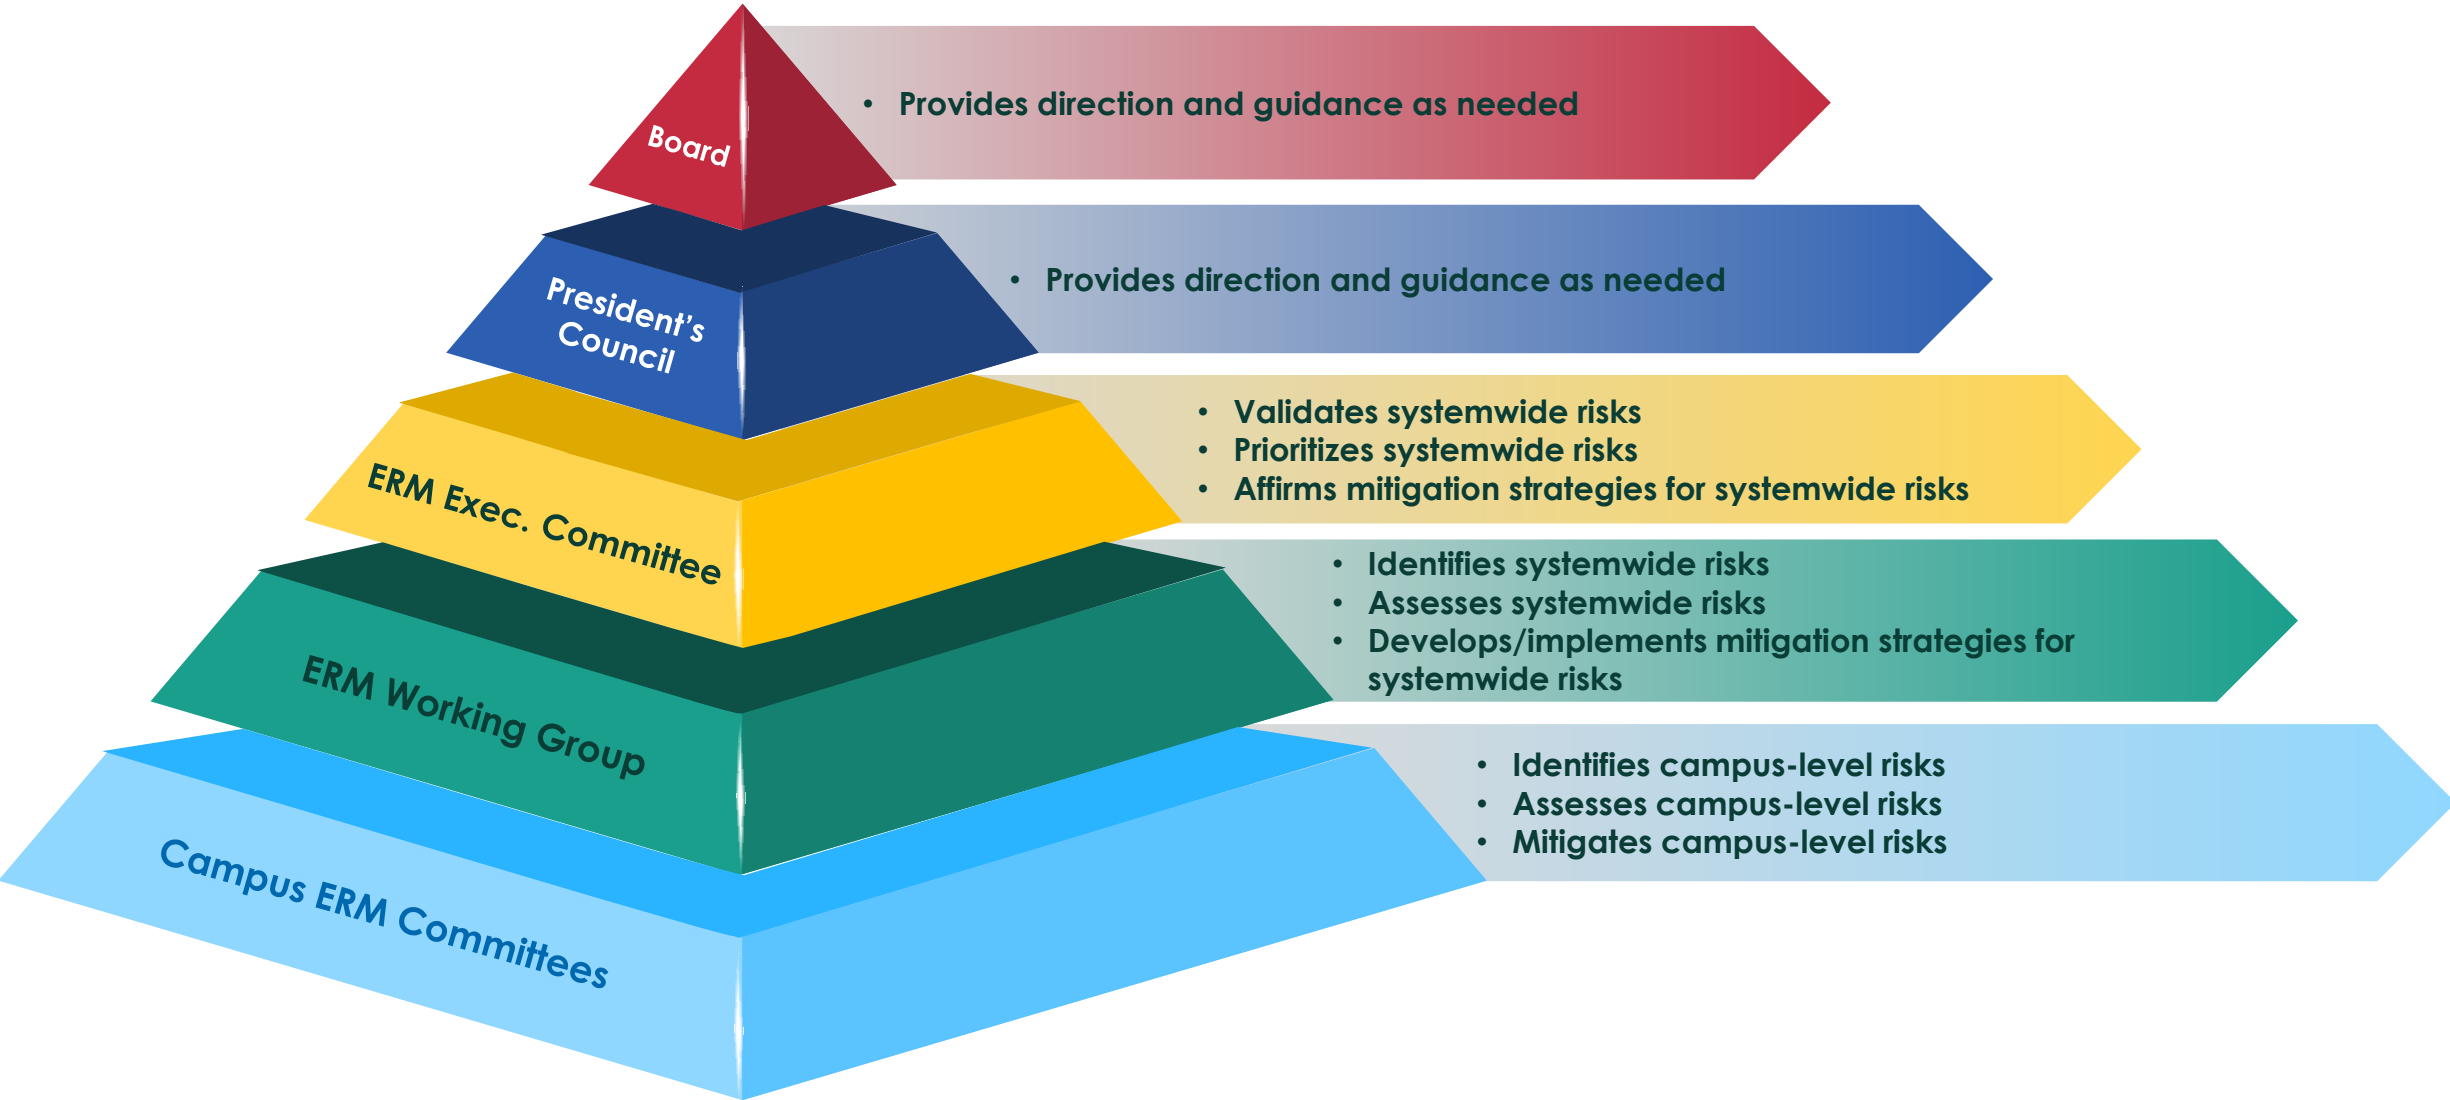 Board
• Provides direction and guidance as needed
President’s
Council
• Provides direction and guidance as needed
ERM Exec. Committee
• Validates systemwide risks
• Prioritizes systemwide risks
• Affirms mitigation strategies for systemwide risks
ERM Working Group
• Identifies systemwide risks
• Assesses systemwide risks
• Develops/implements mitigation strategies for
systemwide risks
Campus ERM Committees
• Identifies campus-level risks
• Assesses campus-level risks
• Mitigates campus-level risks